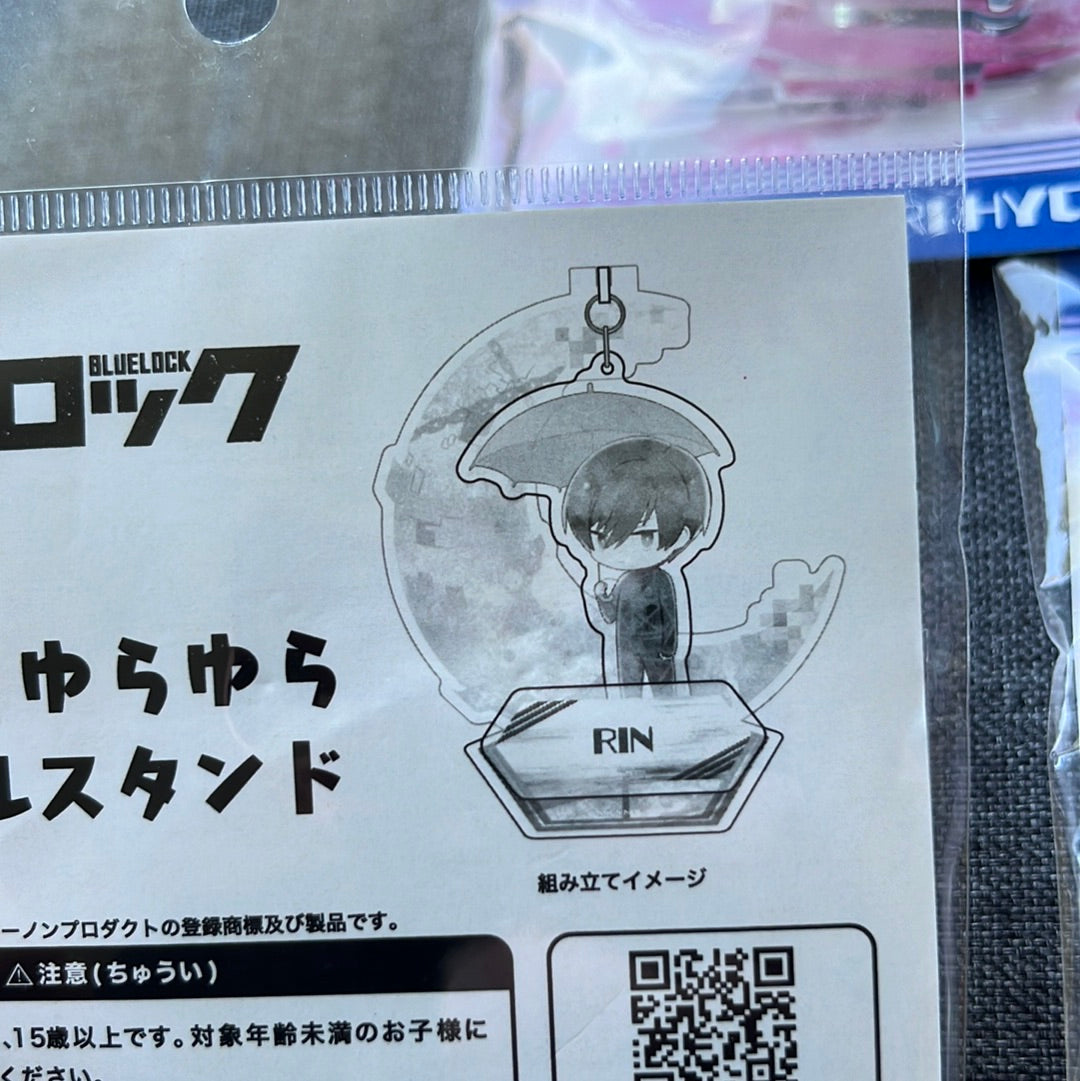 HYD
BLUELOCK
ロック
ゆらゆら
ルスタンド
RIN
組み立てイメージ
ーノンプロダクトの登録商標及び製品です。
⚠注意(ちゅうい)
、15歳以上です。対象年齢未満のお子様に
ください。